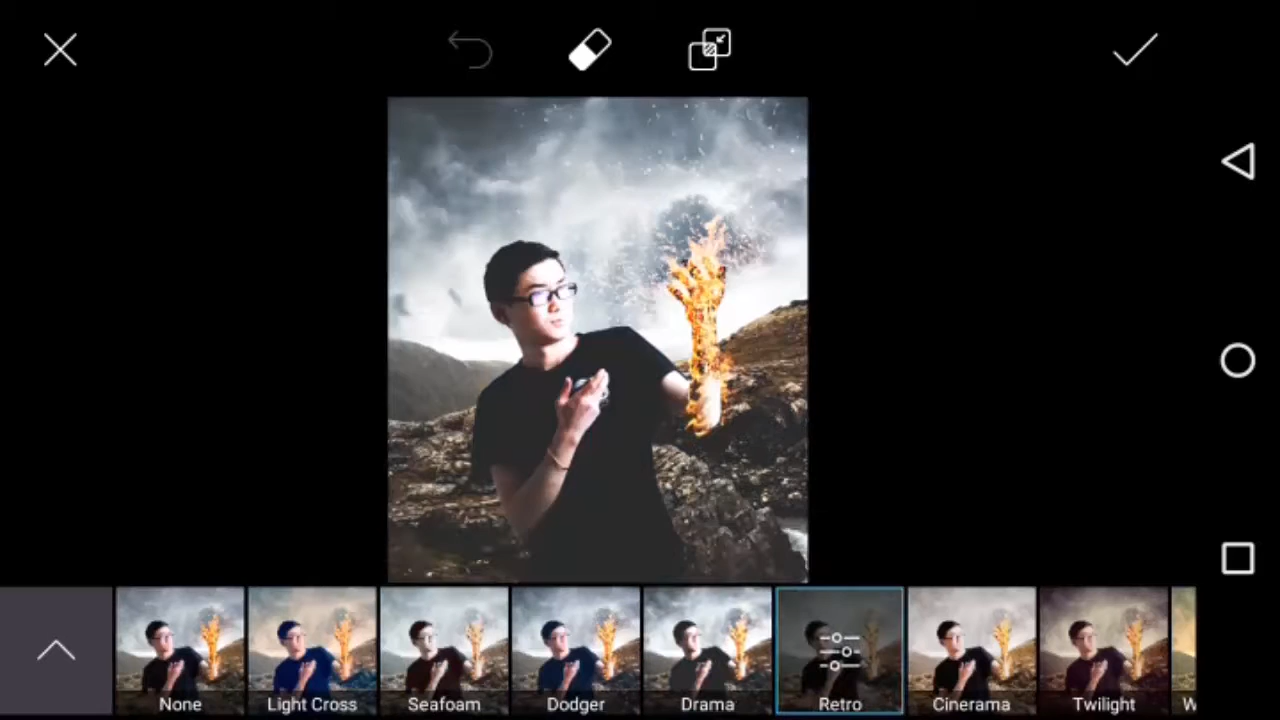 None
Light Cross
Seafoam
Dodger
Drama
Retro
Cinerama
Twilight
W